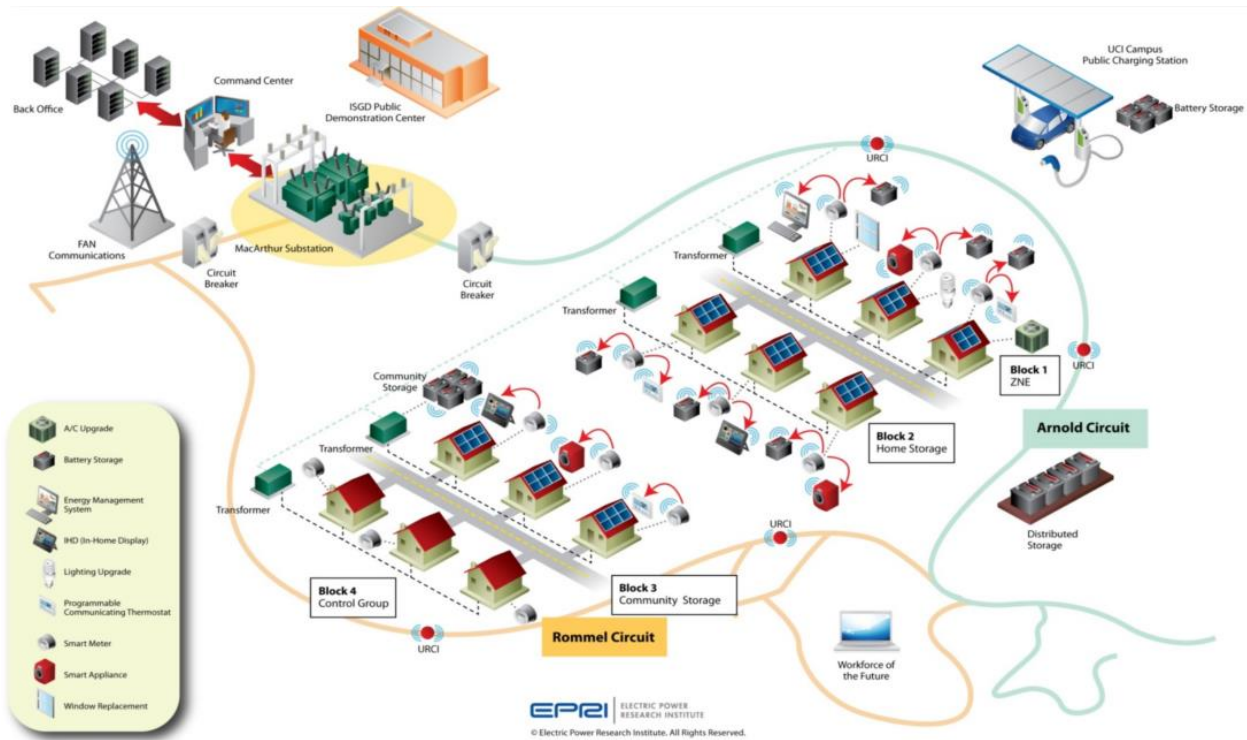 UCI Campus
Public Charging Station
Battery Storage
Back Office
Command Center
ISGD Public
Demonstration Center
FAN
Communications
MacArthur Substation
Circuit
Breaker
Circuit
Breaker
URCI
Transformer
Transformer
Block 1
ZNE
URCI
Arnold Circuit
Block 2
Home Storage
Community
Storage
Transformer
Transformer
Distributed
Storage
URCI
Block 3
Community Storage
Block 4
Control Group
Rommel Circuit
URCI
Workforce of
the Future
A/C Upgrade
Battery Storage
Energy Management
System
IHD (In-Home Display)
Lighting Upgrade
Programmable
Communicating Thermostat
Smart Meter
Smart Appliance
Window Replacement
EPRI
ELECTRIC POWER
RESEARCH INSTITUTE
© Electric Power Research Institute. All Rights Reserved.